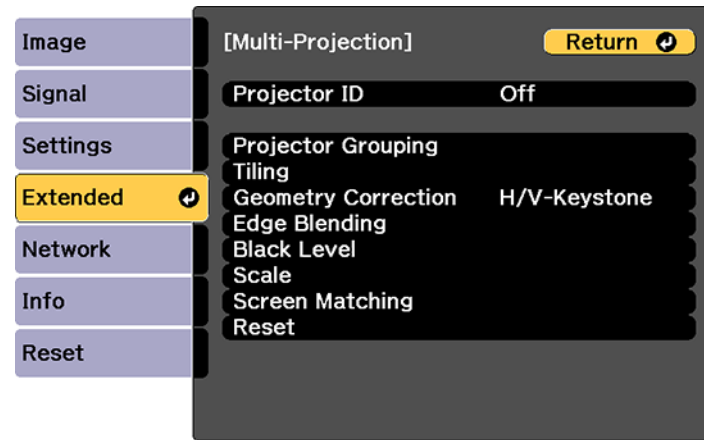 Image
Signal
Settings
Extended
Network
Info
Reset
[Multi-Projection]
Return
Projector ID Off
Projector Grouping
Tiling
Geometry Correction H/V-Keystone
Edge Blending
Black Level
Scale
Screen Matching
Reset